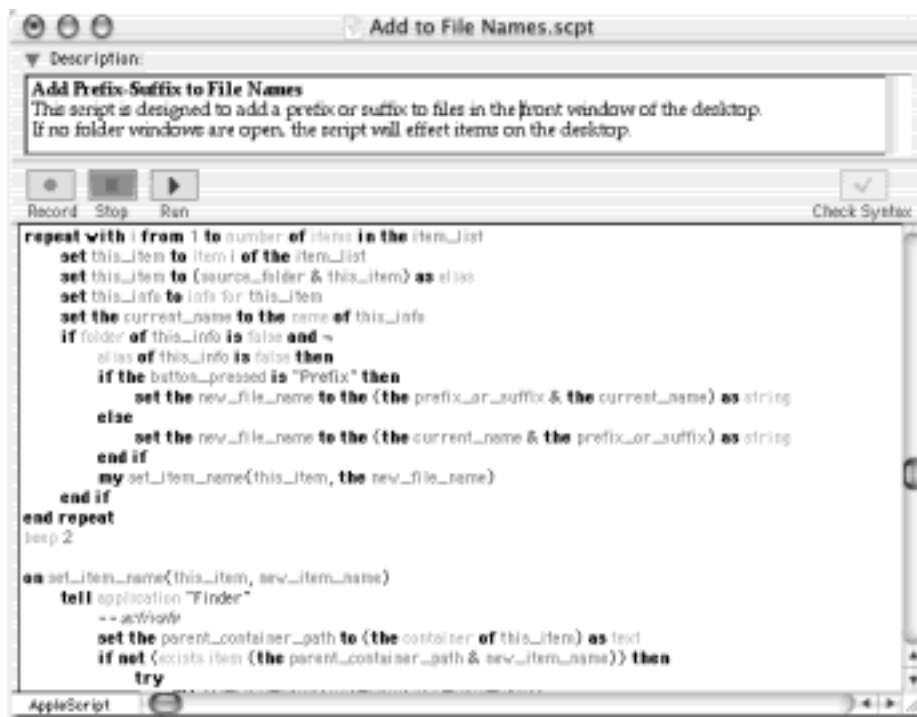 Add to File Names.scpt
Description:
Add Prefix-Suffix to File Names
This script is designed to add a prefix or suffix to files in the front window of the desktop.
If no folder windows are open, the script will effect items on the desktop.
Record Stop Run Check Syntax
repeat with i from 1 to number of items in the item_list
set this_item to item i of the item_list
set this_item to (source_folder & this_item) as alias
set this_info to info for this_item
set the current_name to the name of this_info
if folder of this_info is false and ¬
alias of this_info is false then
if the button_pressed is "Prefix" then
set the new_file_name to the (the prefix_or_suffix & the current_name) as string
else
set the new_file_name to the (the current_name & the prefix_or_suffix) as string
end if
my set_item_name(this_item, the new_file_name)
end if
end repeat
beep 2
on set_item_name(this_item, new_item_name)
tell application "Finder"
--activate
set the parent_container_path to (the container of this_item) as text
if not (exists item (the parent_container_path & new_item_name)) then
try
AppleScript